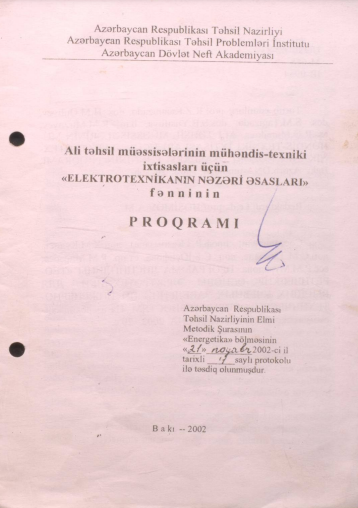 Azərbaycan Respublikası Təhsil Nazirliyi
Azərbaycan Respublikası Təhsil Problemləri İnstitutu
Azərbaycan Dövlət Neft Akademiyası
Ali təhsil müəssisələrinin mühəndis-texniki
ixtisasları üçün
«ELEKTROTEXNİKANIN NƏZƏRİ ƏSASLARI»
fənninin
PROQRAMI
Azərbaycan Respublikası
Təhsil Nazirliyinin Elmi
Metodik Şurasının
«Energetika» bölməsinin
«21» noyabr 2002-ci il
tarixli saylı protokolu
ilə təsdiq olunmuşdur
Bakı – 2002